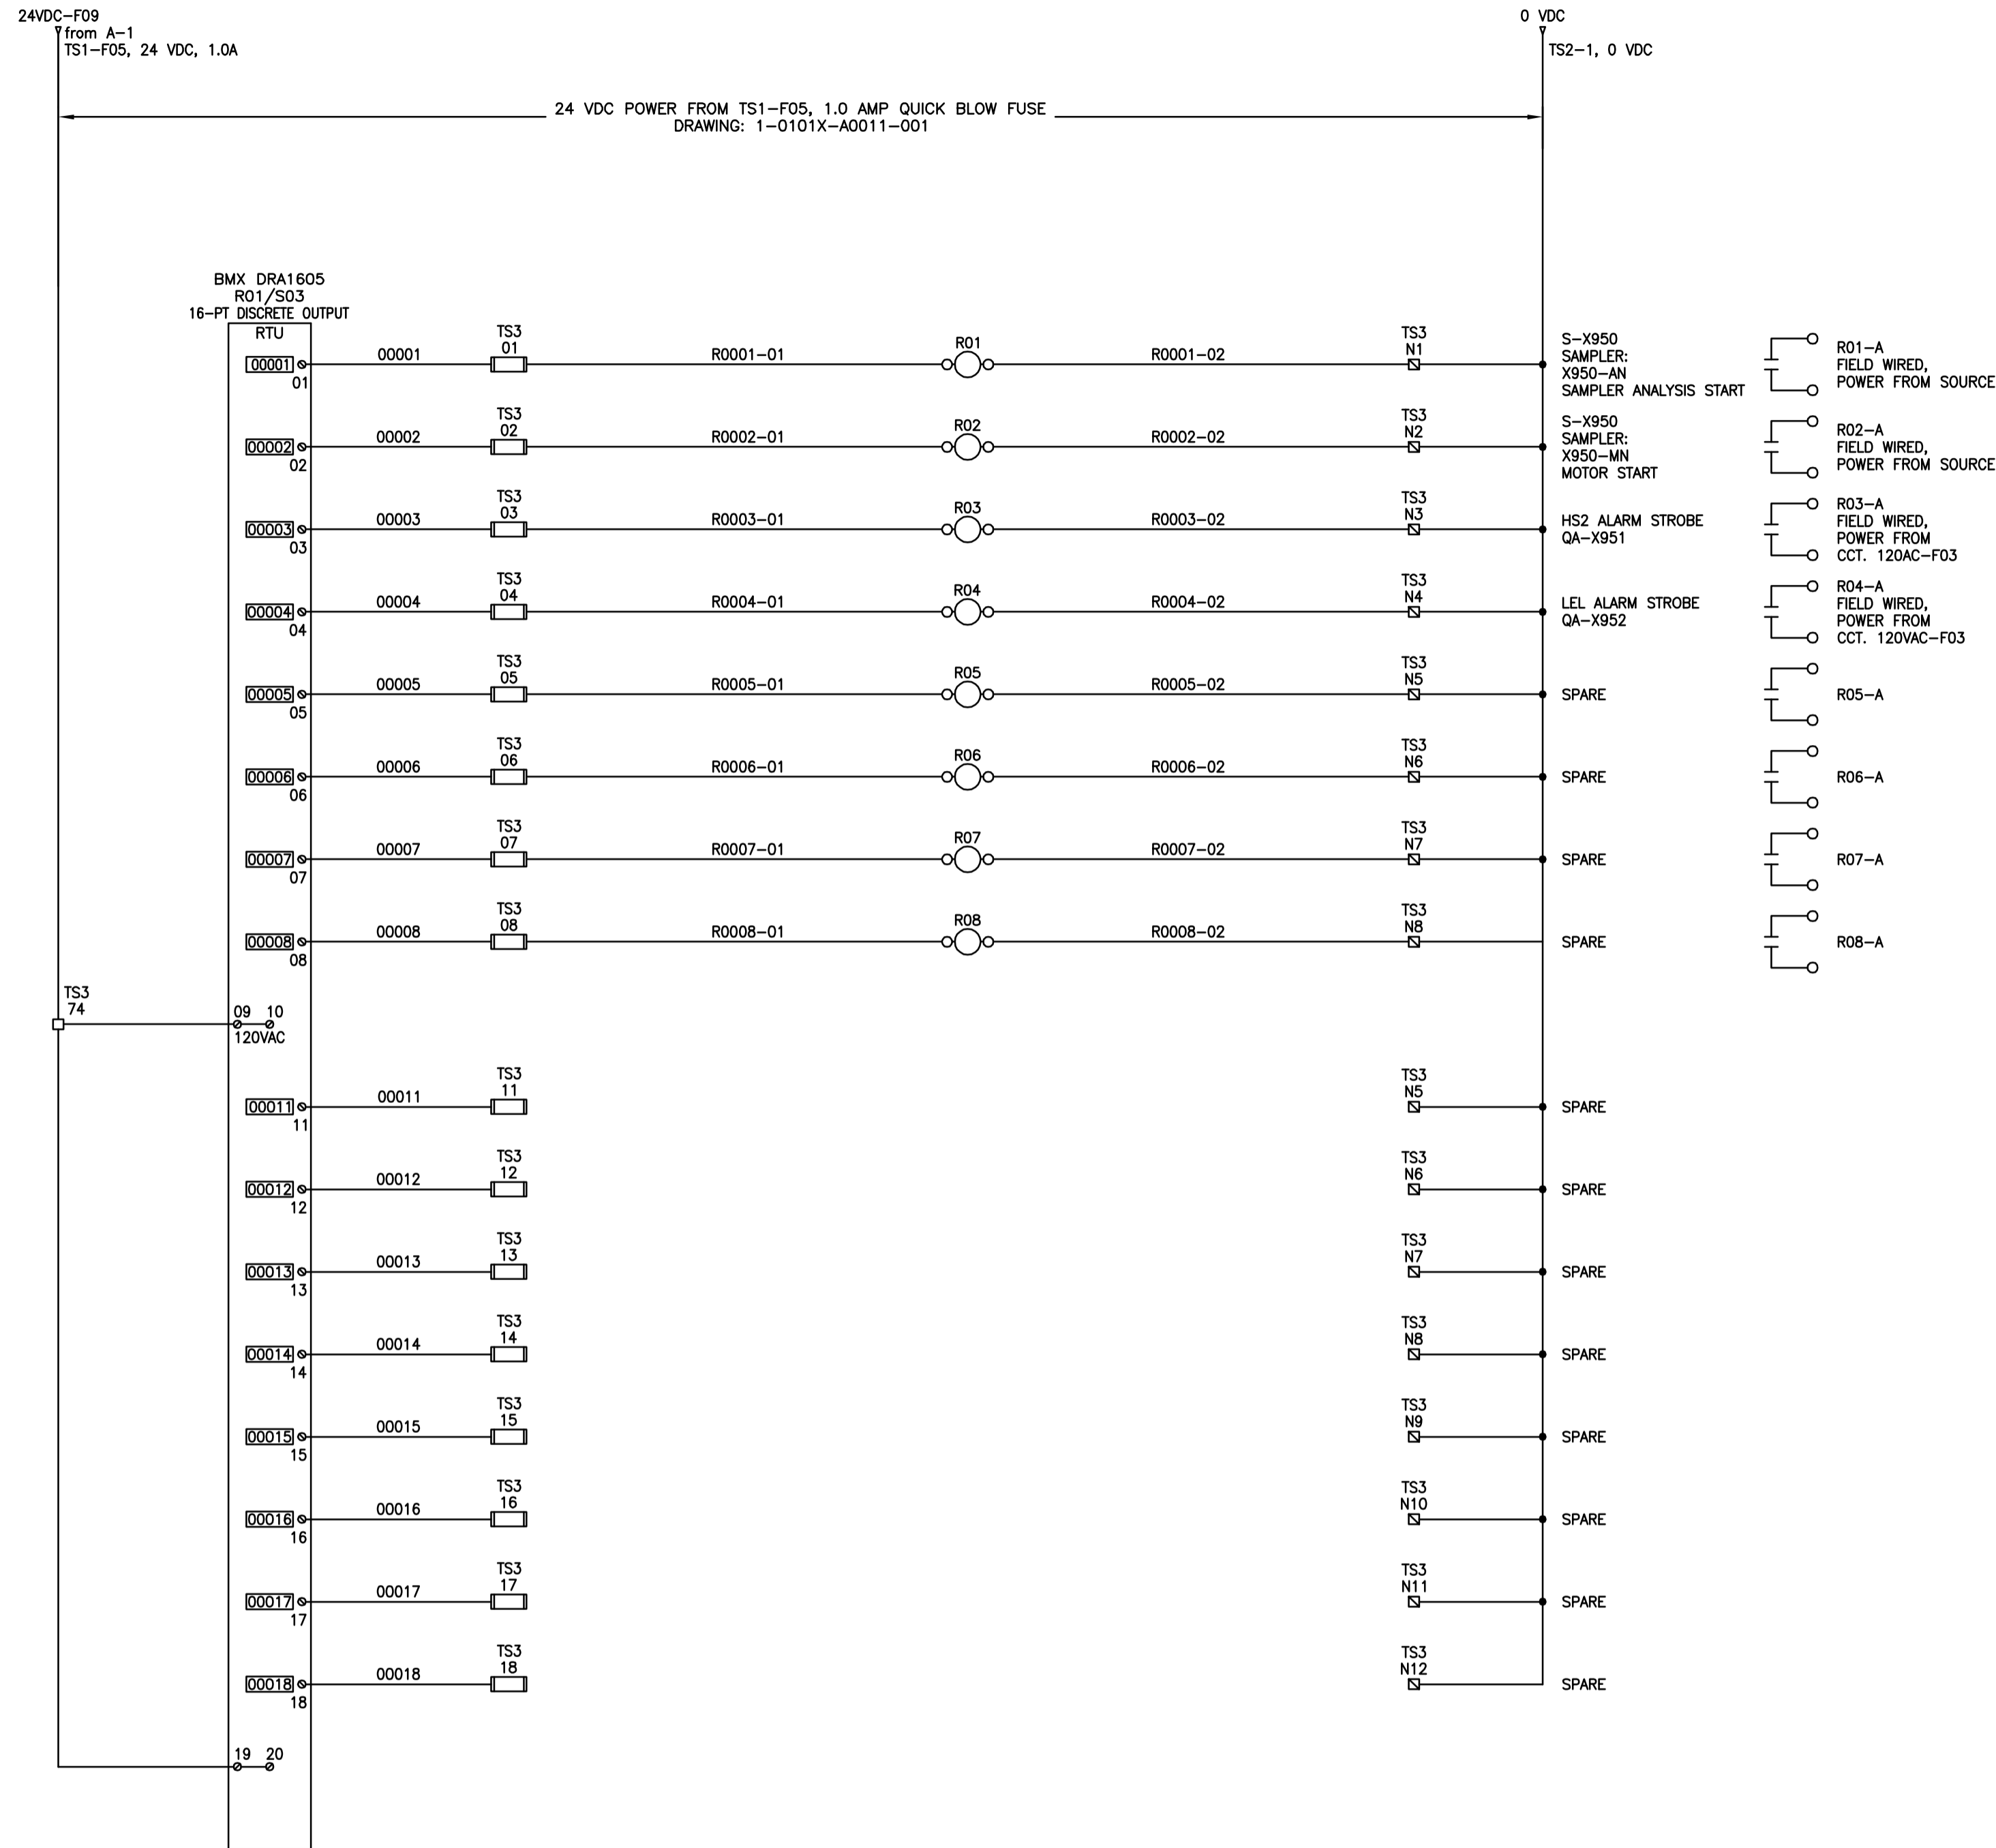 24VDC-F09
from A-1
TS1-F05, 24 VDC, 1.0A
0 VDC
TS2-1, 0 VDC
24 VDC POWER FROM TS1-F05, 1.0 AMP QUICK BLOW FUSE
DRAWING: 1-0101X-A0011-001
BMX DRA1605
R01/S03
16-PT DISCRETE OUTPUT
RTU
00001
01
00001
TS3
01
R0001-01
R01
R0001-02
TS3
N1
S-X950
SAMPLER:
X950-AN
SAMPLER ANALYSIS START
R01-A
FIELD WIRED,
POWER FROM SOURCE
00002
02
00002
TS3
02
R0002-01
R02
R0002-02
TS3
N2
S-X950
SAMPLER:
X950-MN
MOTOR START
R02-A
FIELD WIRED,
POWER FROM SOURCE
00003
03
00003
TS3
03
R0003-01
R03
R0003-02
TS3
N3
HS2 ALARM STROBE
QA-X951
R03-A
FIELD WIRED,
POWER FROM
CCT. 120AC-F03
00004
04
00004
TS3
04
R0004-01
R04
R0004-02
TS3
N4
LEL ALARM STROBE
QA-X952
R04-A
FIELD WIRED,
POWER FROM
CCT. 120VAC-F03
00005
05
00005
TS3
05
R0005-01
R05
R0005-02
TS3
N5
SPARE
R05-A
00006
06
00006
TS3
06
R0006-01
R06
R0006-02
TS3
N6
SPARE
R06-A
00007
07
00007
TS3
07
R0007-01
R07
R0007-02
TS3
N7
SPARE
R07-A
00008
08
00008
TS3
08
R0008-01
R08
R0008-02
TS3
N8
SPARE
R08-A
TS3
74
09 10
120VAC
00011
11
00011
TS3
11
TS3
N5
SPARE
00012
12
00012
TS3
12
TS3
N6
SPARE
00013
13
00013
TS3
13
TS3
N7
SPARE
00014
14
00014
TS3
14
TS3
N8
SPARE
00015
15
00015
TS3
15
TS3
N9
SPARE
00016
16
00016
TS3
16
TS3
N10
SPARE
00017
17
00017
TS3
17
TS3
N11
SPARE
00018
18
00018
TS3
18
TS3
N12
SPARE
19 20